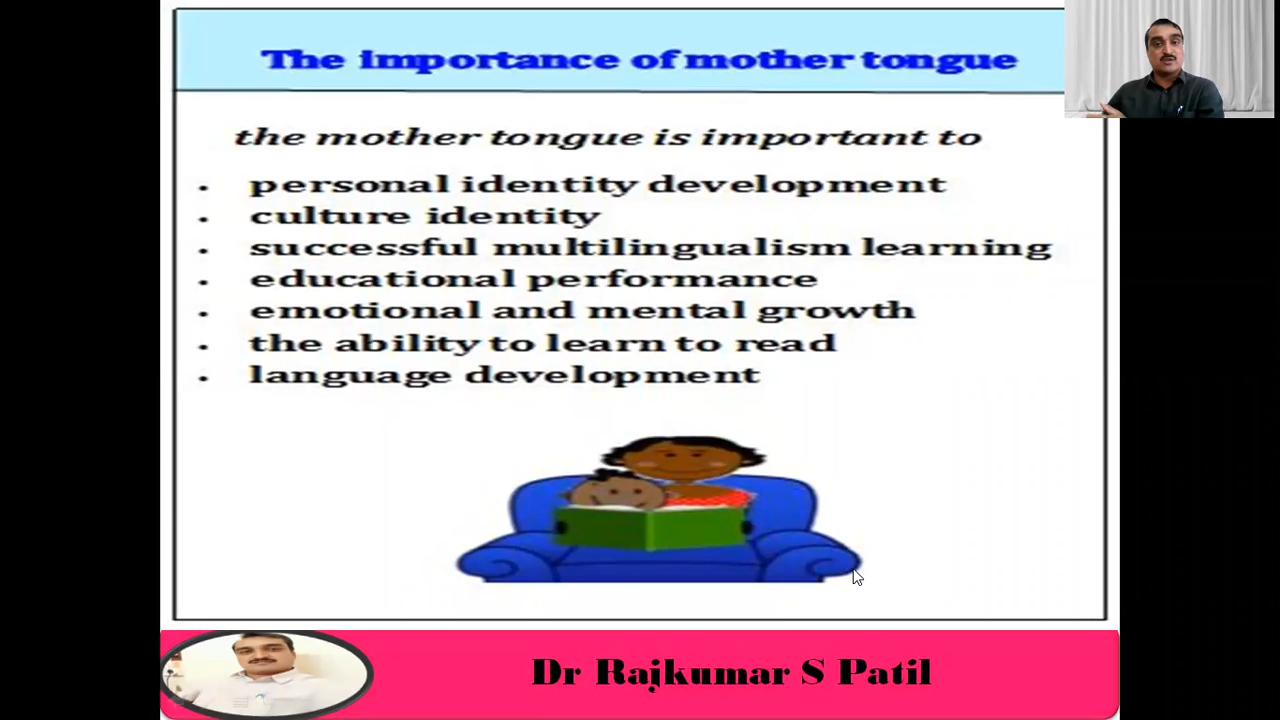 The importance of mother tongue
the mother tongue is important to
• personal identity development
• culture identity
• successful multilingualism learning
• educational performance
• emotional and mental growth
• the ability to learn to read
• language development
Dr Rajkumar S Patil